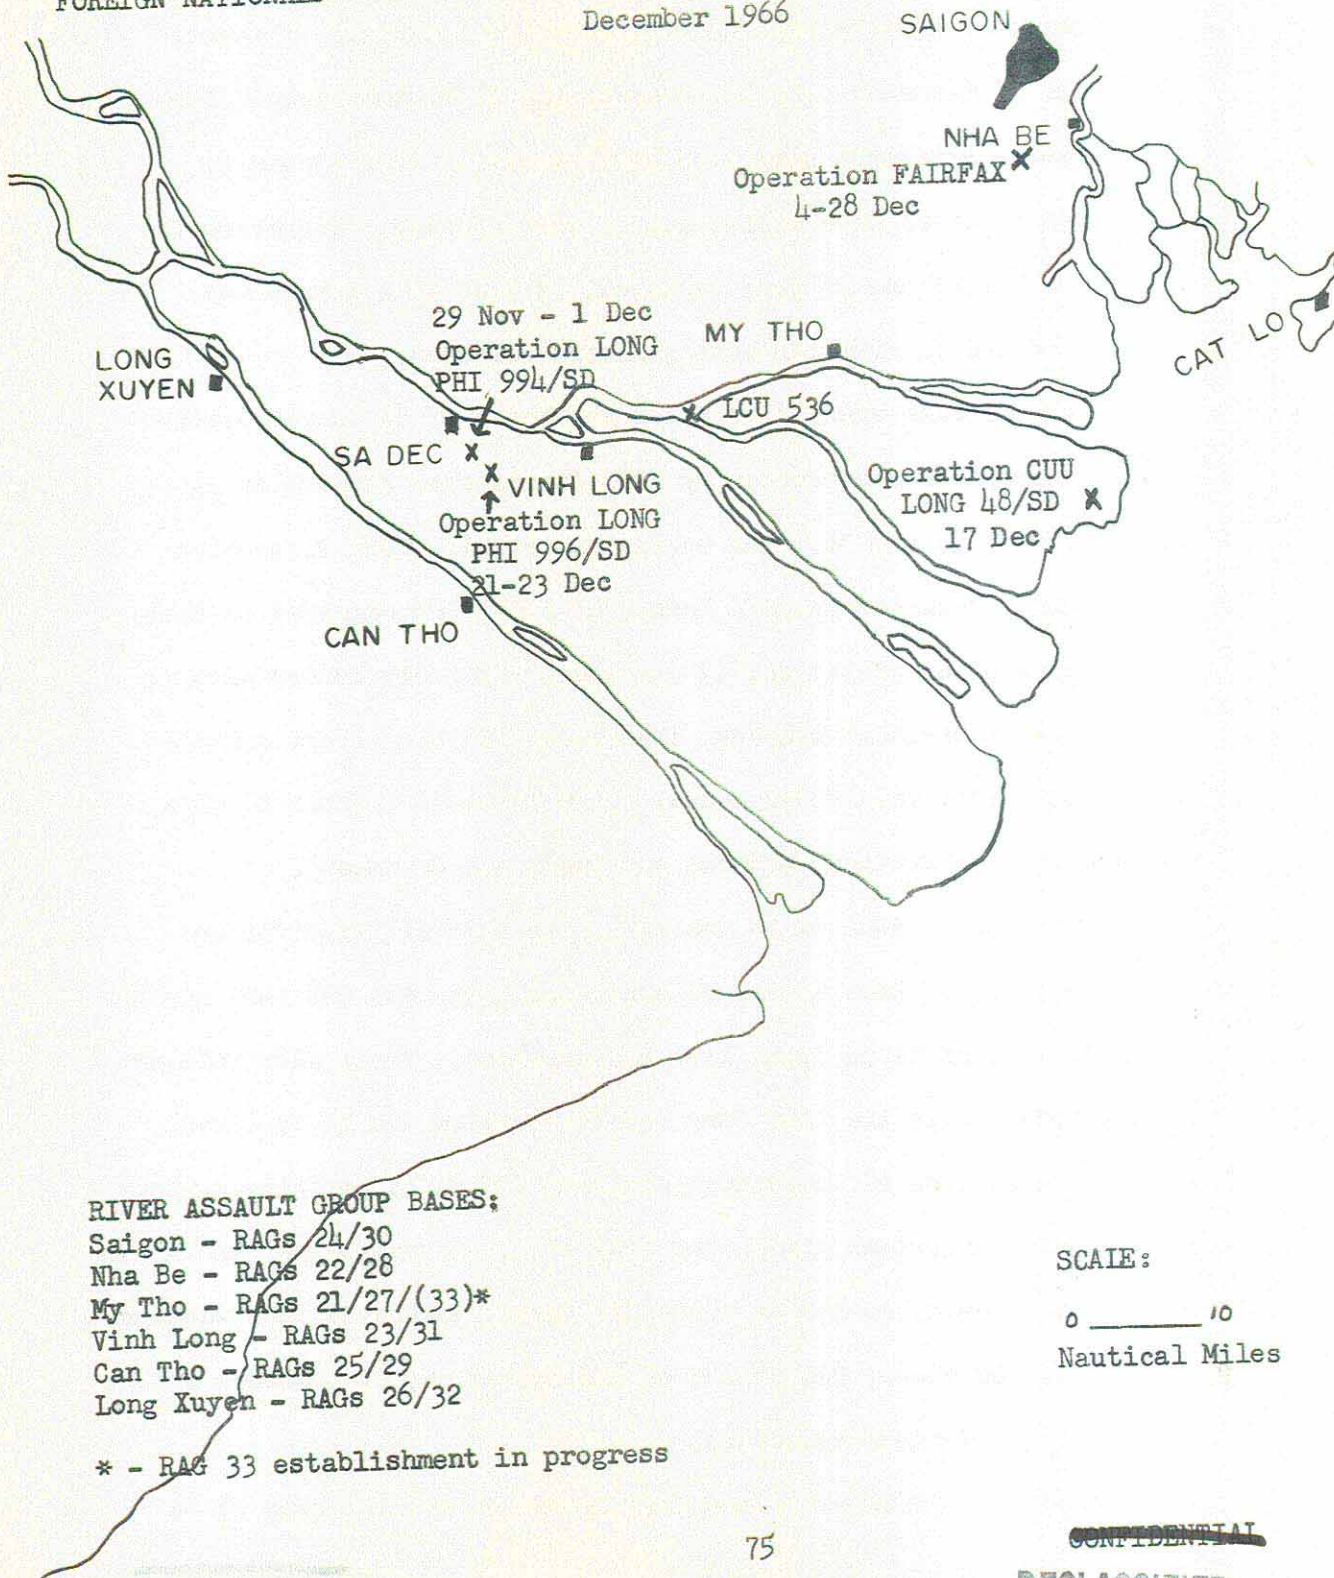 FOREIGN NATIONALS
December 1966
SAIGON
NHA BE
Operation FAIRFAX
4-28 Dec
CAT LO
29 Nov - 1 Dec
Operation LONG
PHI 994/SD
MY THO
LCU 536
LONG
XUYEN
SA DEC
VINH LONG
Operation LONG
PHI 996/SD
21-23 Dec
Operation CUU
LONG 48/SD
17 Dec
CAN THO
RIVER ASSAULT GROUP BASES:
Saigon - RAGs 24/30
Nha Be - RAGs 22/28
My Tho - RAGs 21/27/(33)*
Vinh Long - RAGs 23/31
Can Tho - RAGs 25/29
Long Xuyen - RAGs 26/32
* - RAG 33 establishment in progress
SCALE:
0 10
Nautical Miles
75
CONFIDENTIAL